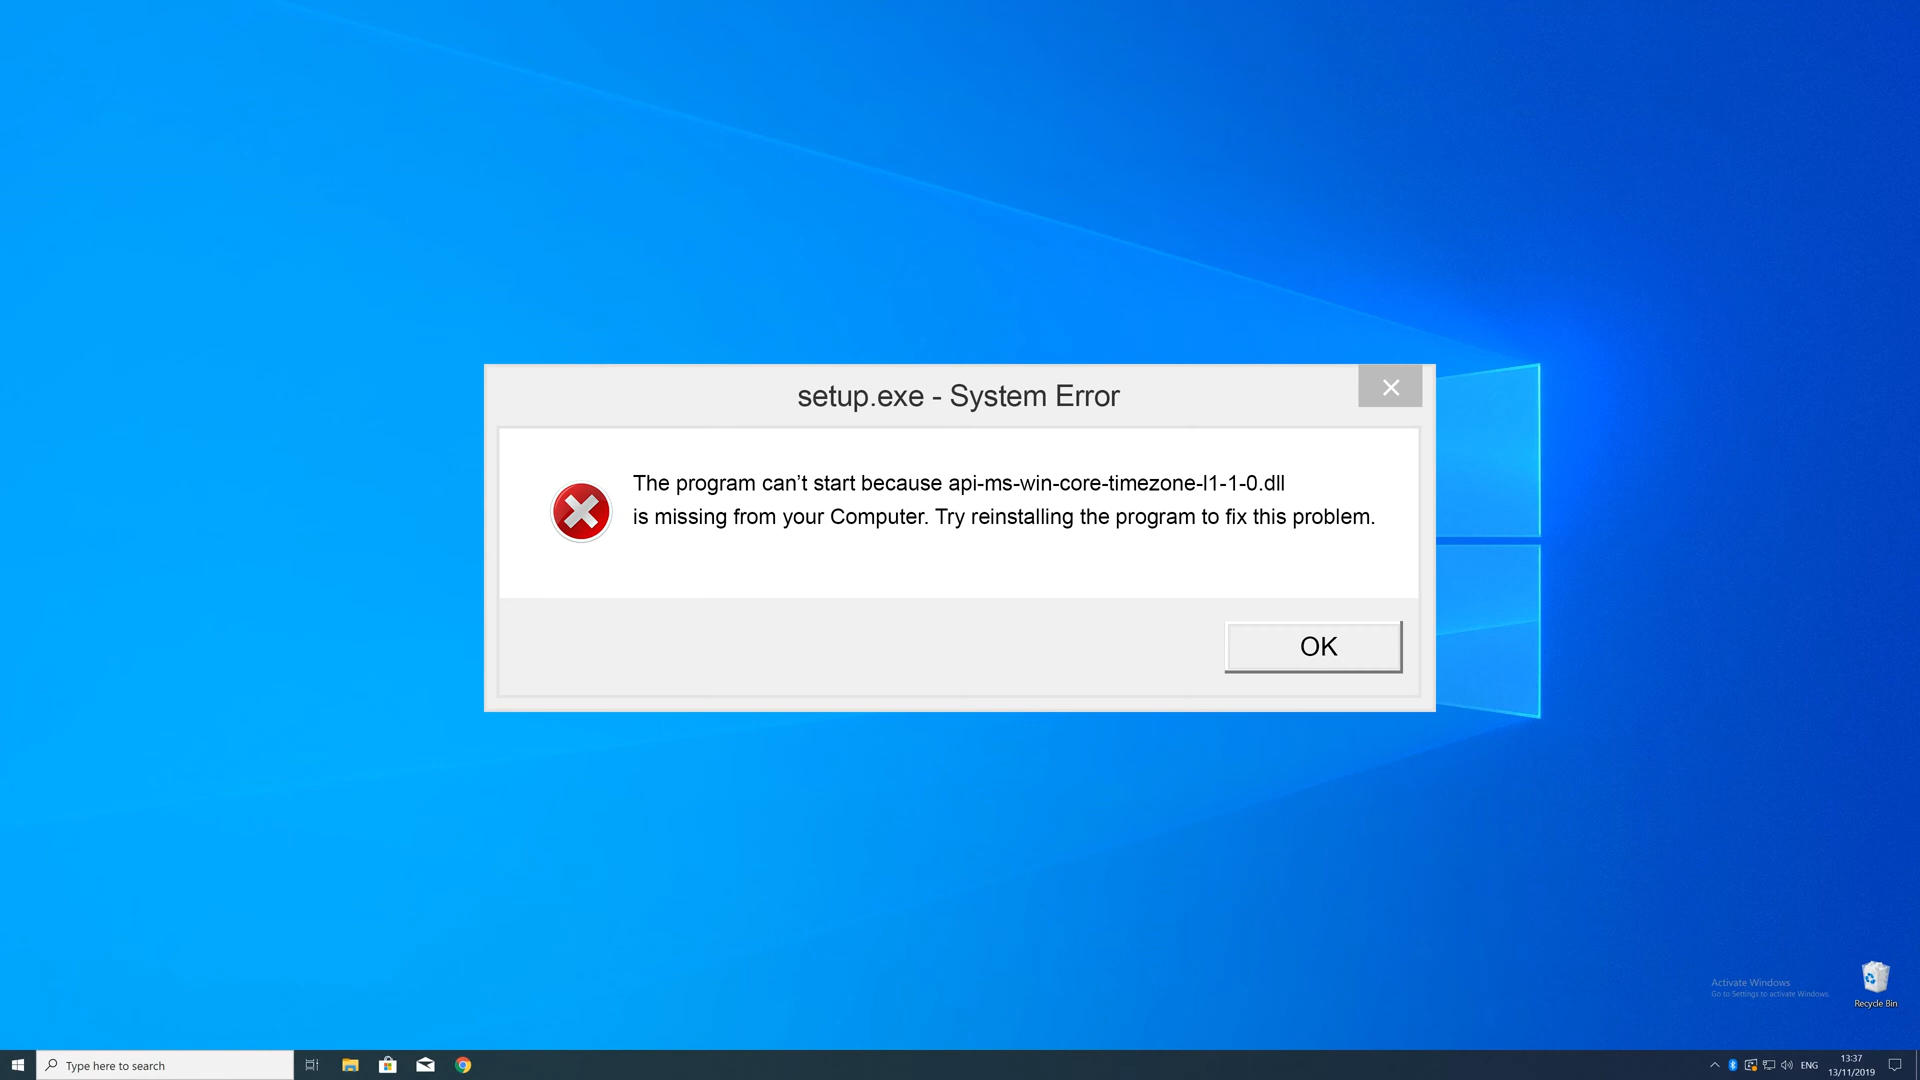 setup.exe - System Error
The program can’t start because api-ms-win-core-timezone-l1-1-0.dll
is missing from your Computer. Try reinstalling the program to fix this problem.
OK
Activate Windows
Go to Settings to activate Windows.
Recycle Bin
Type here to search
ENG
13:37
13/11/2019